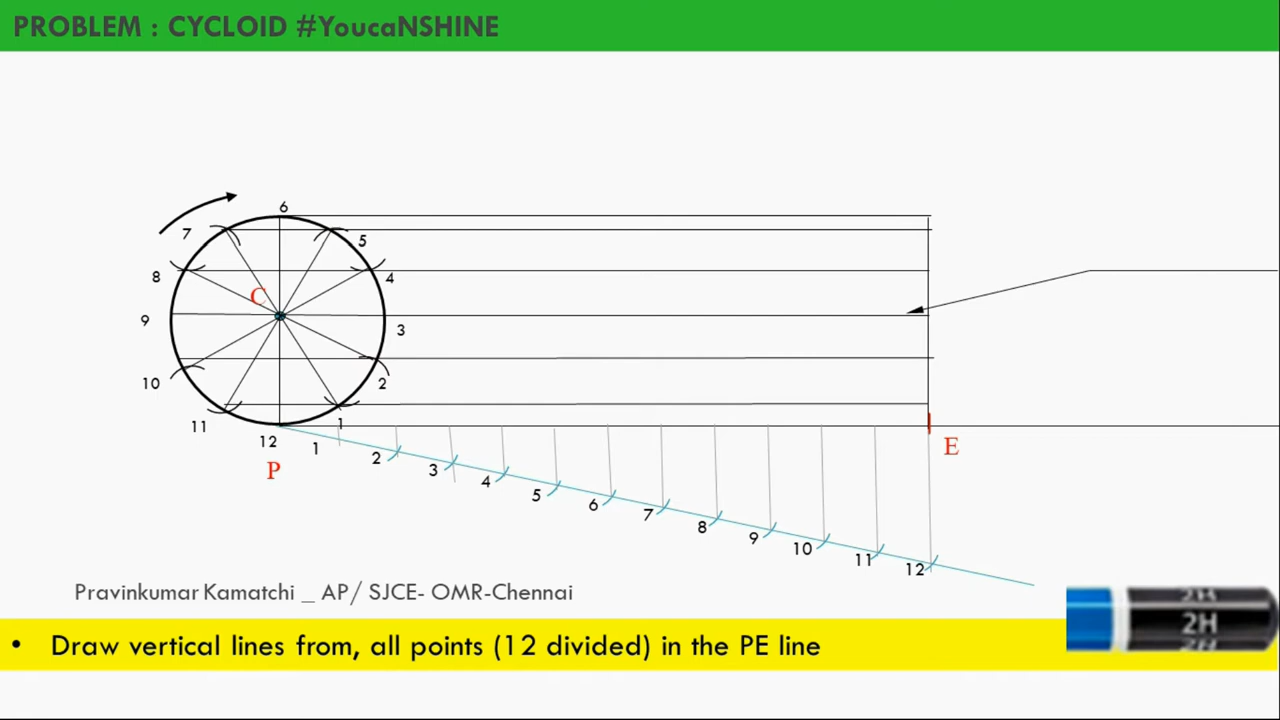 PROBLEM : CYCLOID #YoucaNSHINE
6
7
5
8
4
C
9
3
10
2
11
1
12
P
E
1
2
3
4
5
6
7
8
9
10
11
12
Pravinkumar Kamatchi _ AP/ SJCE- OMR-Chennai
• Draw vertical lines from, all points (12 divided) in the PE line
2H
2H
2H